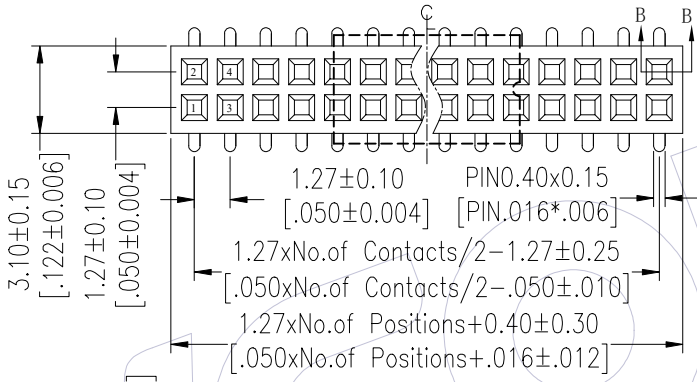 C
B B
2 4
1 3
3.10±0.15
[.122±0.006]
1.27±0.10
[.050±0.004]
1.27±0.10
[.050±0.004]
PIN0.40x0.15
[PIN.016*.006]
1.27xNo.of Contacts/2-1.27±0.25
[.050xNo.of Contacts/2-.050±.010]
1.27xNo.of Positions+0.40±0.30
[.050xNo.of Positions+.016±.012]
]